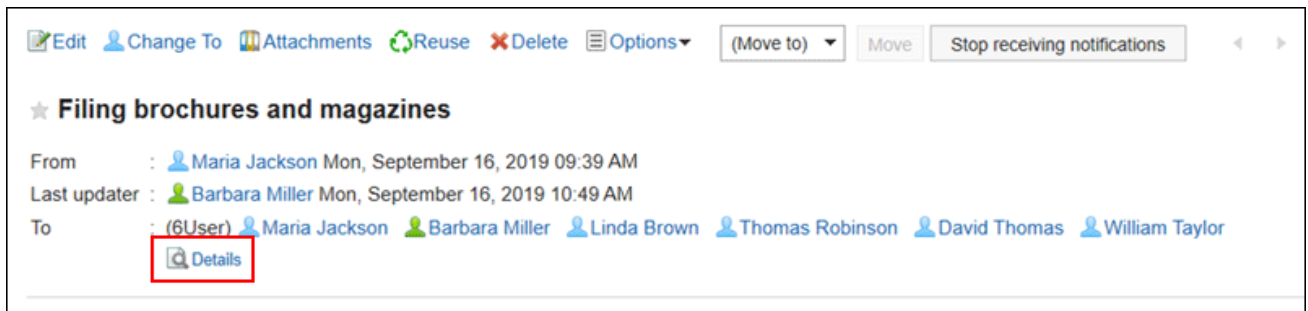 Edit Change To Attachments Reuse Delete Options (Move to) Move Stop receiving notifications
Filing brochures and magazines
From : Maria Jackson Mon, September 16, 2019 09:39 AM
Last updater : Barbara Miller Mon, September 16, 2019 10:49 AM
To : (6User) Maria Jackson Barbara Miller Linda Brown Thomas Robinson David Thomas William Taylor
Details